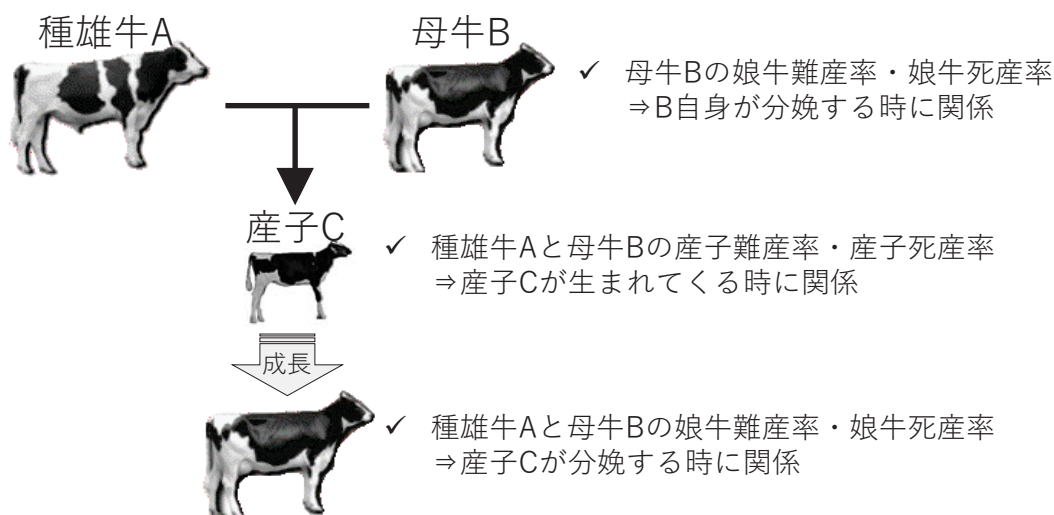 種雄牛A
母牛B
✓ 母牛Bの娘牛難産率・娘牛死産率
⇒B自身が分娩する時に関係
産子C
✓ 種雄牛Aと母牛Bの産子難産率・産子死産率
⇒産子Cが生まれてくる時に関係
成長
✓ 種雄牛Aと母牛Bの娘牛難産率・娘牛死産率
⇒産子Cが分娩する時に関係